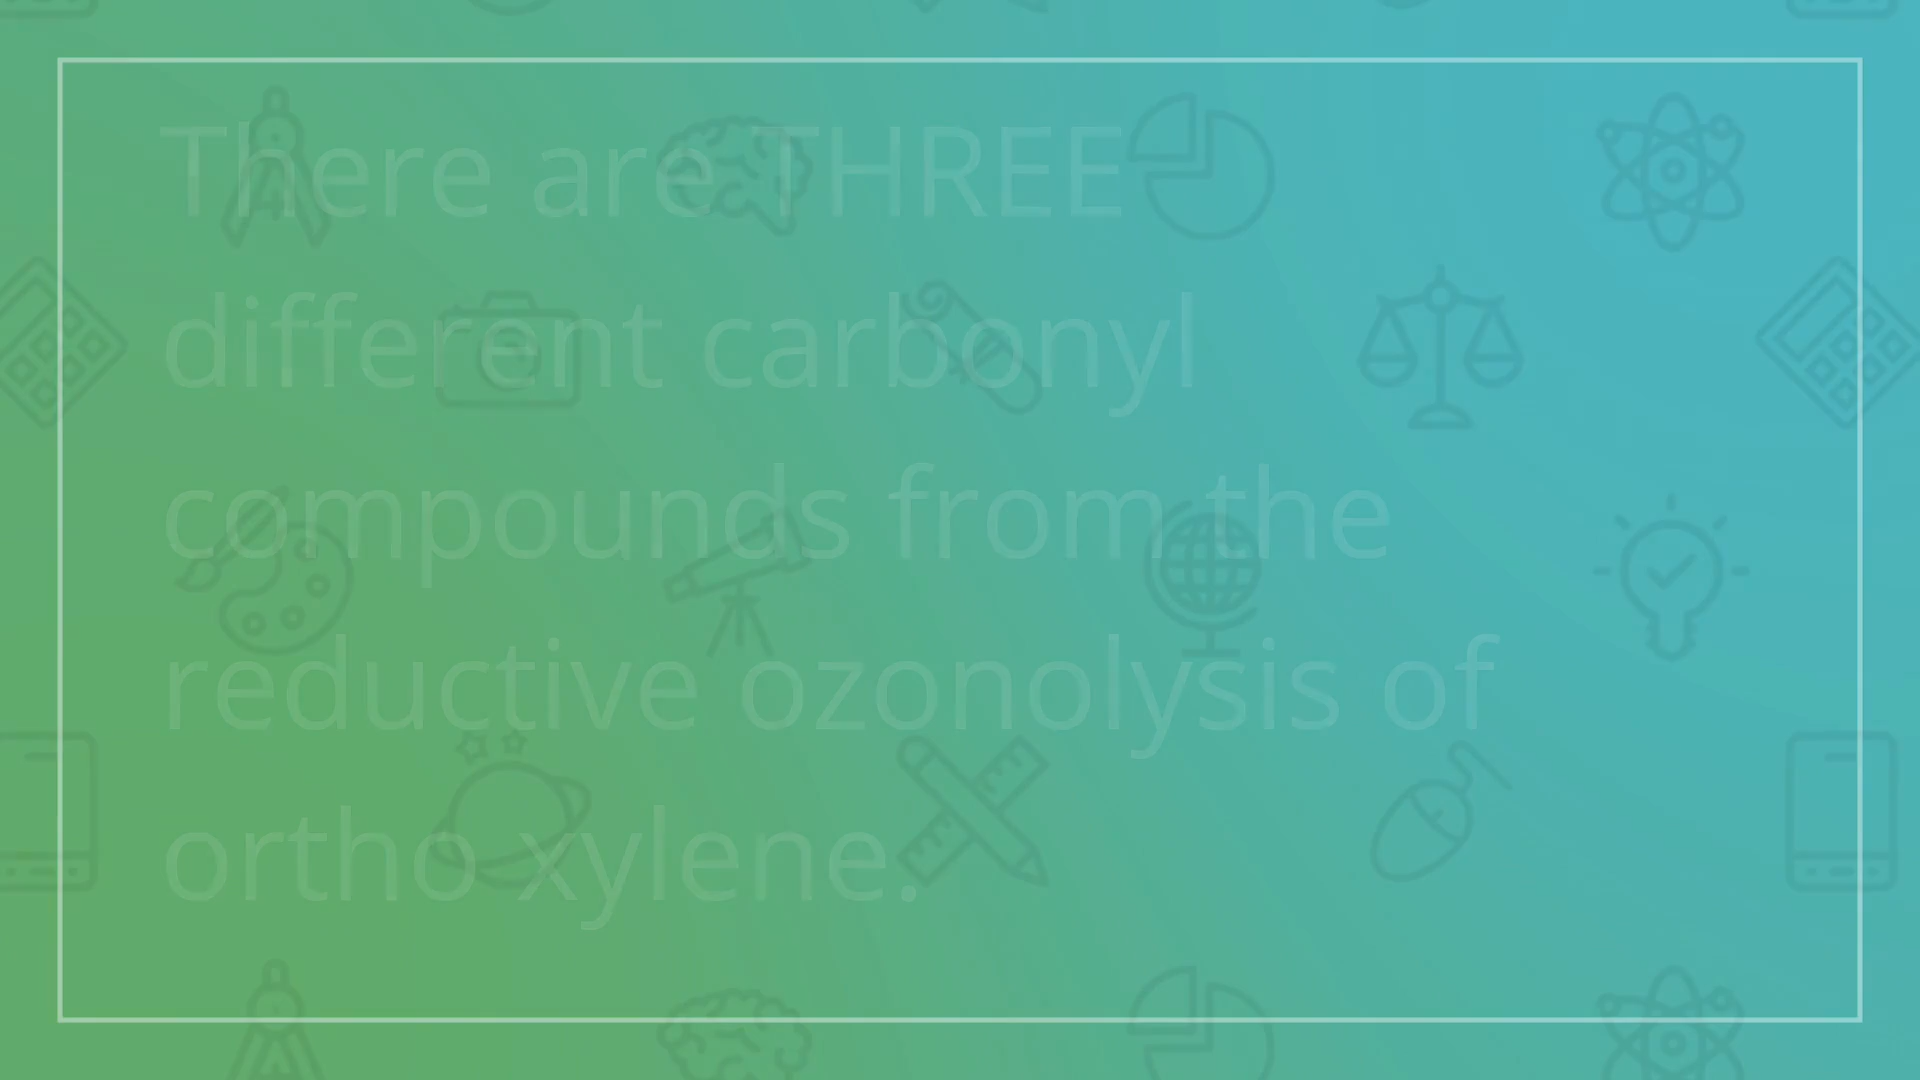 There are THREE
different carbonyl
compounds from the
reductive ozonolysis of
ortho xylene.